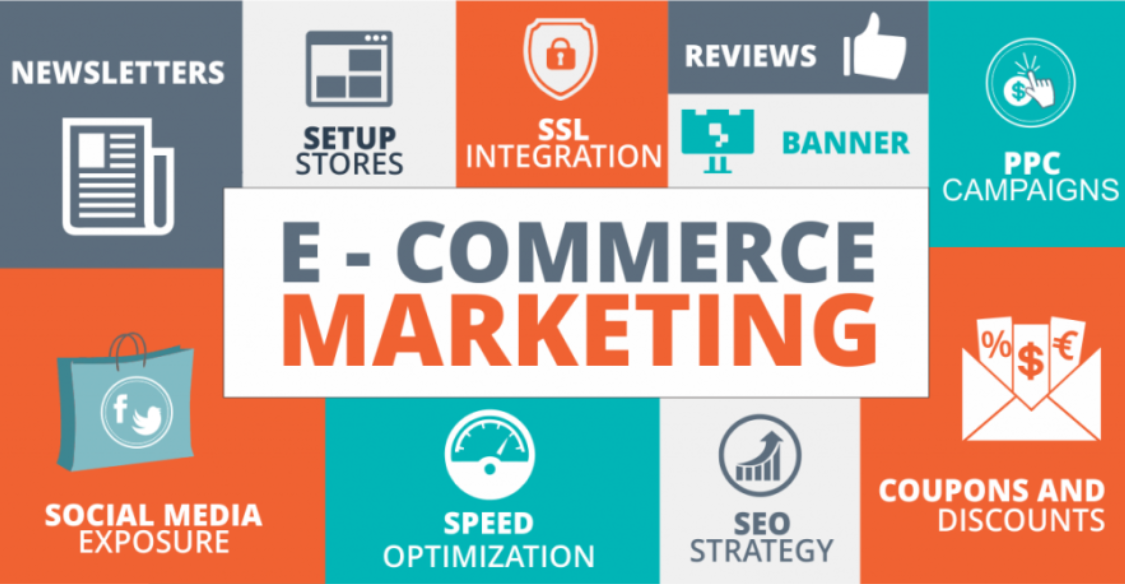 NEWSLETTERS
SETUP
STORES
SSL
INTEGRATION
REVIEWS
BANNER
PPC
CAMPAIGNS
$
E - COMMERCE
MARKETING
f
SOCIAL MEDIA
EXPOSURE
SPEED
OPTIMIZATION
SEO
STRATEGY
% $ €
COUPONS AND
DISCOUNTS